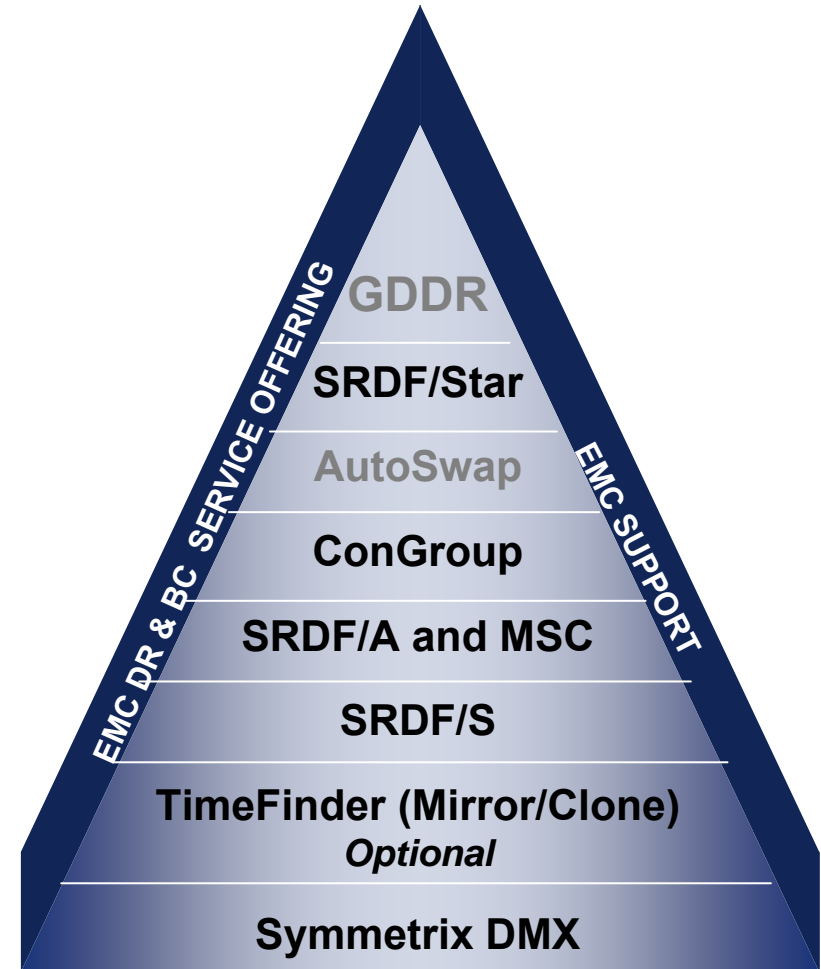 GDDR
SRDF/Star
AutoSwap
ConGroup
SRDF/A and MSC
SRDF/S
TimeFinder (Mirror/Clone)
Optional
Symmetrix DMX
EMC DR & BC SERVICE OFFERING
EMC SUPPORT